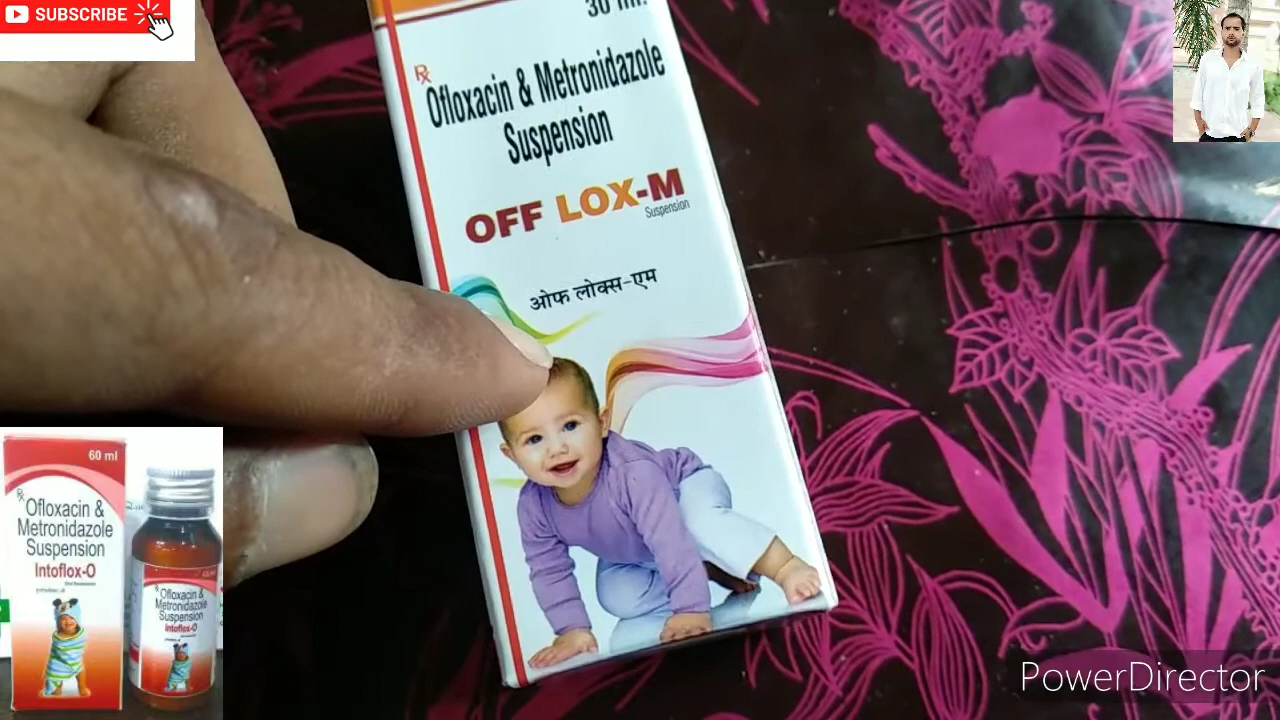 SUBSCRIBE
30 ml.
Rx
Ofloxacin & Metronidazole
Suspension
OFF LOX-M
Suspension
ओफ लोक्स-एम
60 ml
Rx
Ofloxacin &
Metronidazole
Suspension
Intoflox-O
Rx
Ofloxacin &
Metronidazole
Suspension
Intoflox-O
PowerDirector